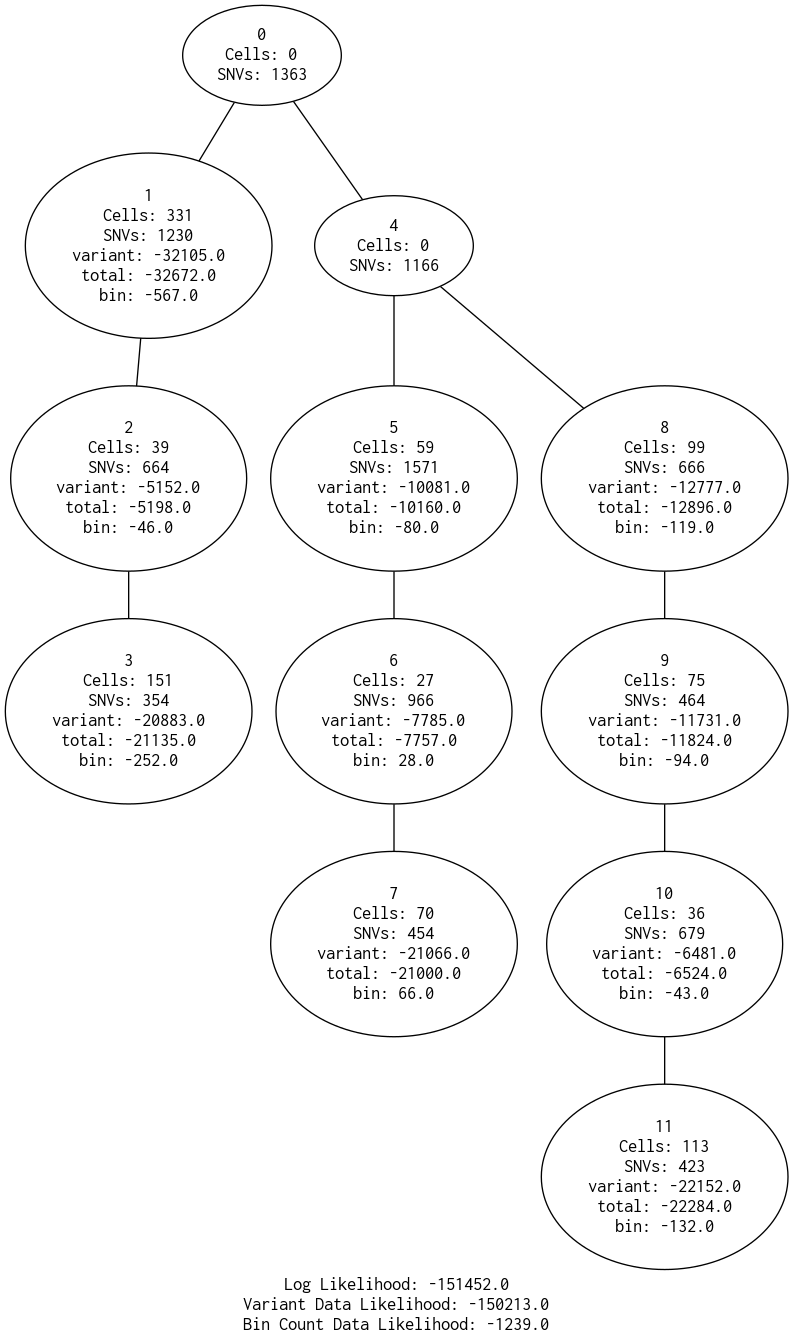 0
Cells: 0
SNVs: 1363
1
Cells: 331
SNVs: 1230
variant: -32105.0
total: -32672.0
bin: -567.0
4
Cells: 0
SNVs: 1166
2
Cells: 39
SNVs: 664
variant: -5152.0
total: -5198.0
bin: -46.0
5
Cells: 59
SNVs: 1571
variant: -10081.0
total: -10160.0
bin: -80.0
8
Cells: 99
SNVs: 666
variant: -12777.0
total: -12896.0
bin: -119.0
3
Cells: 151
SNVs: 354
variant: -20883.0
total: -21135.0
bin: -252.0
6
Cells: 27
SNVs: 966
variant: -7785.0
total: -7757.0
bin: 28.0
9
Cells: 75
SNVs: 464
variant: -11731.0
total: -11824.0
bin: -94.0
7
Cells: 70
SNVs: 454
variant: -21066.0
total: -21000.0
bin: 66.0
10
Cells: 36
SNVs: 679
variant: -6481.0
total: -6524.0
bin: -43.0
11
Cells: 113
SNVs: 423
variant: -22152.0
total: -22284.0
bin: -132.0
Log Likelihood: -151452.0
Variant Data Likelihood: -150213.0
Bin Count Data Likelihood: -1239.0